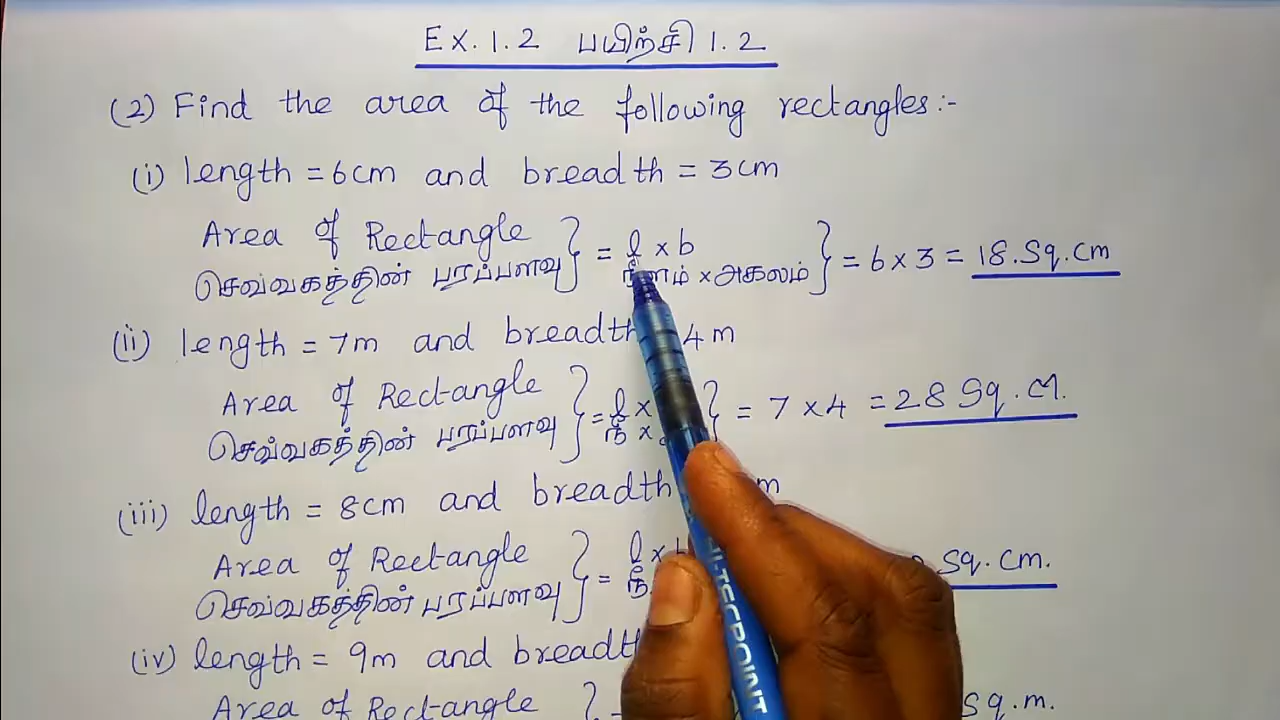 Ex. 1.2 பயிற்சி 1.2
(2) Find the area of the following rectangles:-
(i) length = 6cm and breadth = 3cm
Area of Rectangle } = l x b } = 6 x 3 = 18.Sq.cm
செவ்வகத்தின் பரப்பளவு நீளம் x அகலம்
(ii) length = 7m and breadth 4m
Area of Rectangle } = l x } = 7 x 4 = 28 Sq.m.
செவ்வகத்தின் பரப்பளவு நீ x
(iii) length = 8cm and breadth m
Area of Rectangle } = l x Sq.cm.
செவ்வகத்தின் பரப்பளவு நீ
(iv) length = 9m and breadth
Area of Rectangle { Sq.m.
HI-TECPOINT